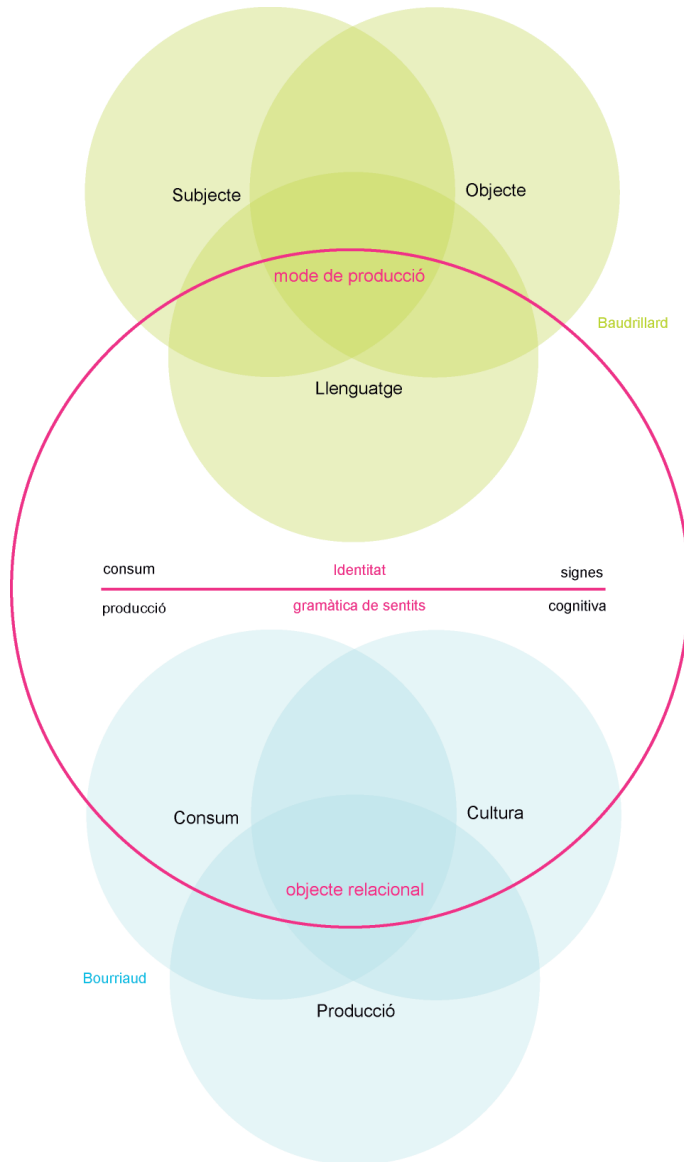 Subjecte
Objecte
mode de producció
Baudrillard
Llenguatge
consum
Identitat
signes
producció
gramàtica de sentits
cognitiva
Consum
Cultura
objecte relacional
Bourriaud
Producció